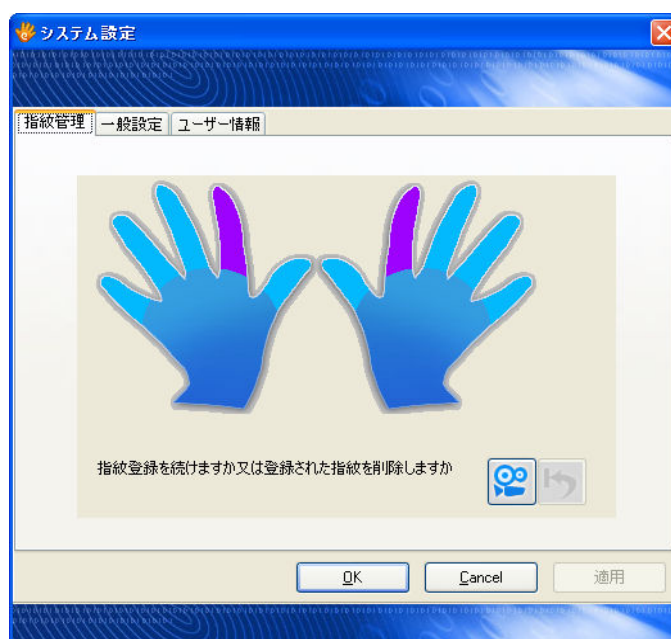 システム設定
指紋管理
一般設定
ユーザー情報
指紋登録を続けますか又は登録された指紋を削除しますか
OK
Cancel
適用